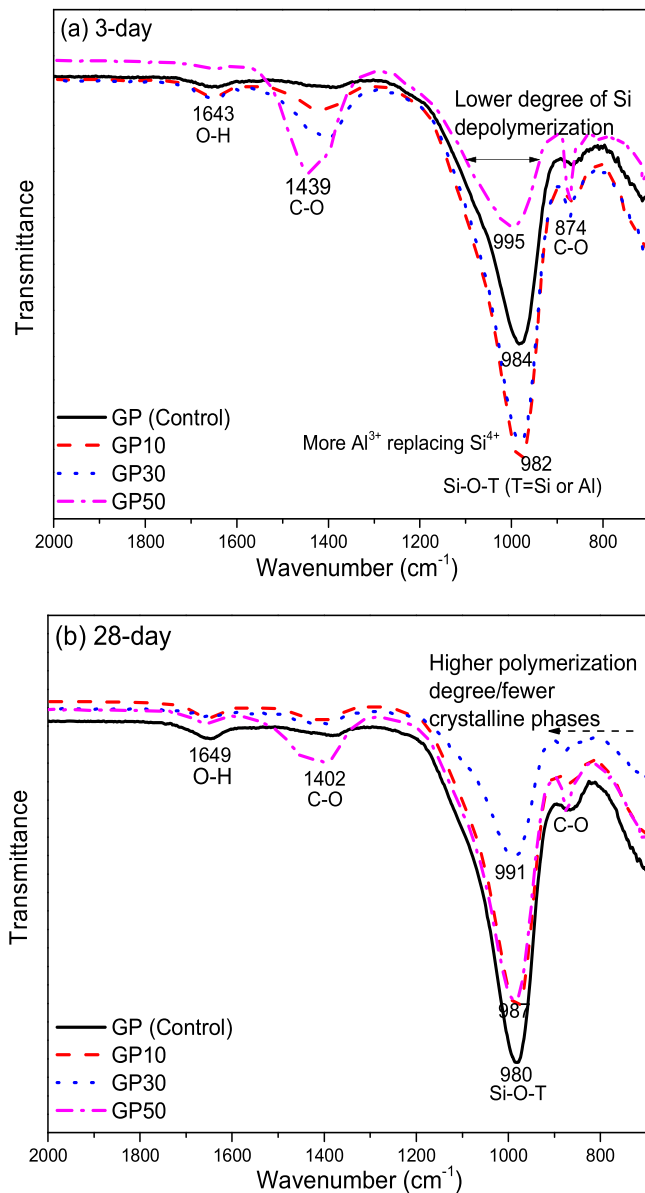 (a) 3-day
Transmittance
1643
O-H
1439
C-O
Lower degree of Si
depolymerization
995
874
C-O
984
More Al³⁺ replacing Si⁴⁺
982
Si-O-T (T=Si or Al)
GP (Control)
GP10
GP30
GP50
2000 1800 1600 1400 1200 1000 800
Wavenumber (cm⁻¹)
(b) 28-day
Transmittance
Higher polymerization
degree/fewer
crystalline phases
1649
O-H
1402
C-O
C-O
991
987
980
Si-O-T
GP (Control)
GP10
GP30
GP50
2000 1800 1600 1400 1200 1000 800
Wavenumber (cm⁻¹)